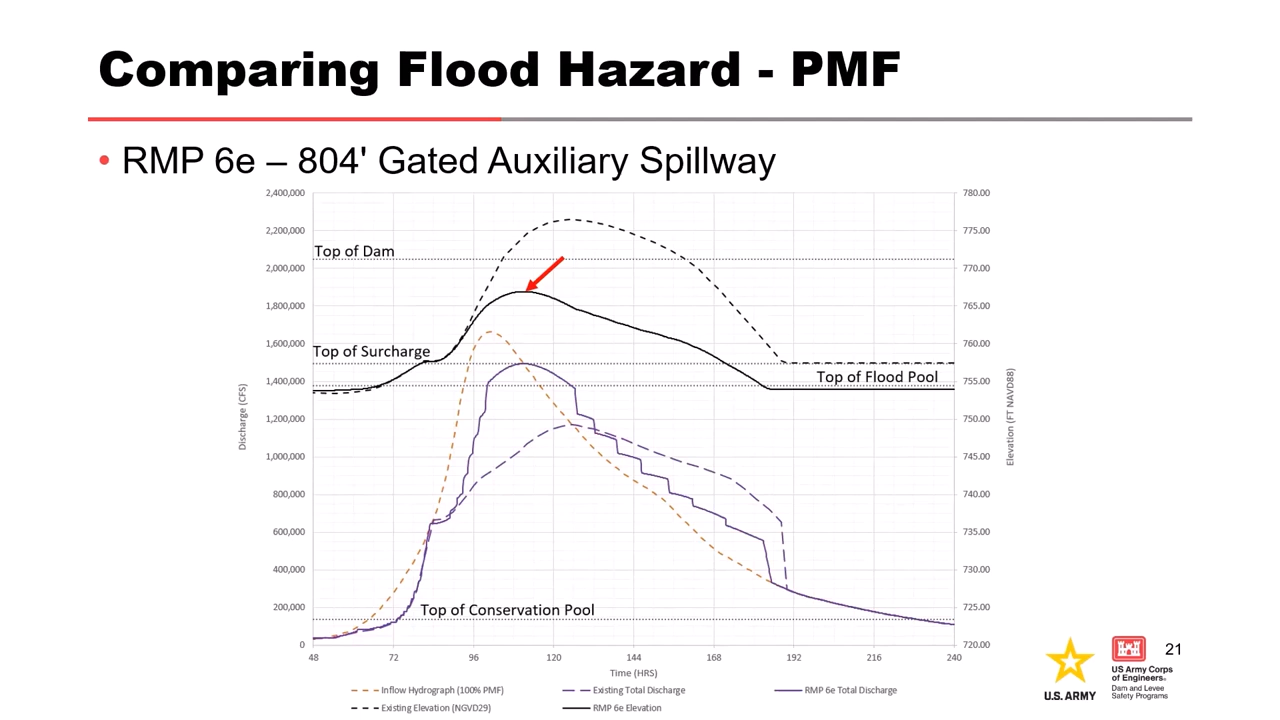 Comparing Flood Hazard - PMF
• RMP 6e – 804' Gated Auxiliary Spillway
2,400,000
2,200,000
2,000,000
1,800,000
1,600,000
1,400,000
1,200,000
1,000,000
800,000
600,000
400,000
200,000
0
Discharge (CFS)
Top of Dam
Top of Surcharge
Top of Flood Pool
Top of Conservation Pool
780.00
775.00
770.00
765.00
760.00
755.00
750.00
745.00
740.00
735.00
730.00
725.00
720.00
Elevation (FT NAVD88)
48 72 96 120 144 168 192 216 240
Time (HRS)
Inflow Hydrograph (100% PMF) Existing Total Discharge RMP 6e Total Discharge
Existing Elevation (NGVD29) RMP 6e Elevation
U.S. ARMY
US Army Corps
of Engineers®
Dam and Levee
Safety Programs
21